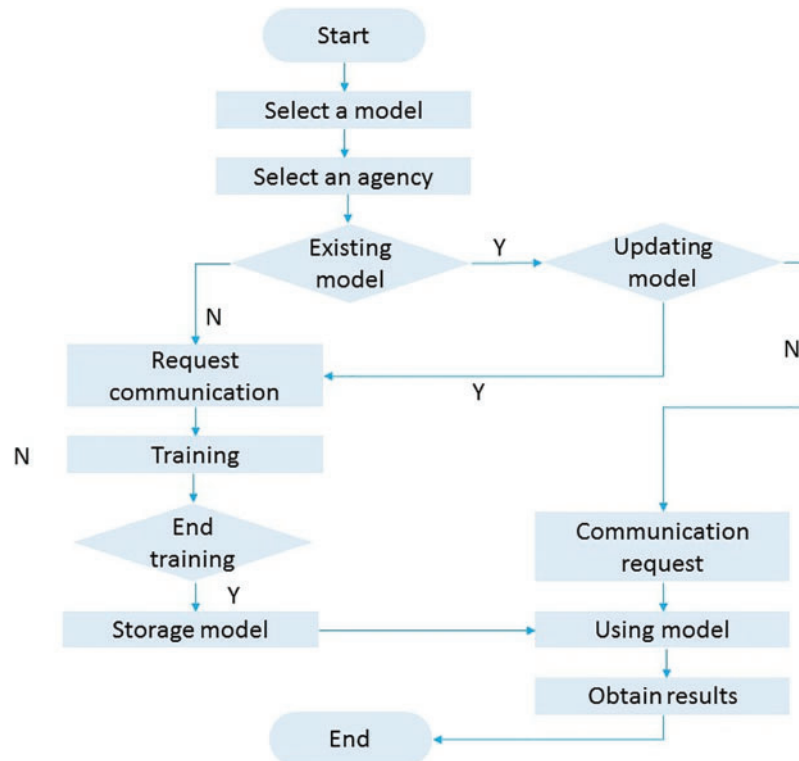 Start
Select a model
Select an agency
Existing
model
Y
Updating
model
N
N
Request
communication
Y
N
Training
End
training
Communication
request
Y
Storage model
Using model
Obtain results
End